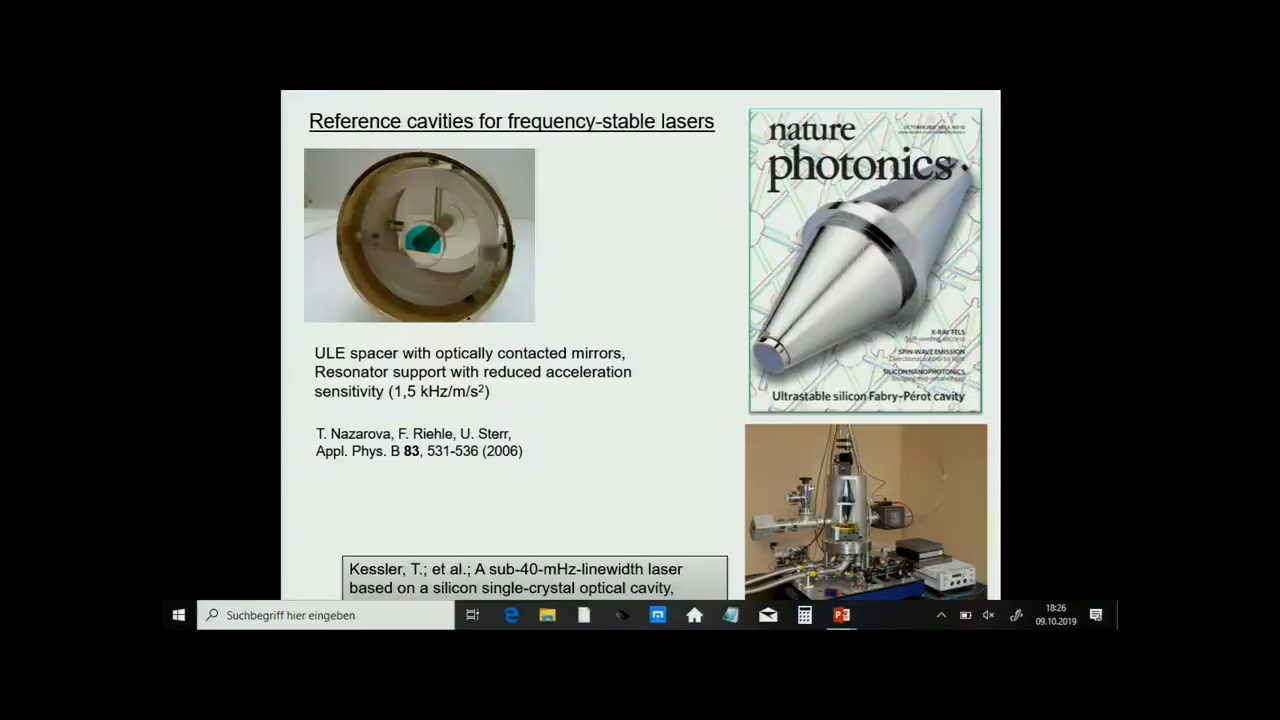 Reference cavities for frequency-stable lasers
ULE spacer with optically contacted mirrors,
Resonator support with reduced acceleration
sensitivity (1,5 kHz/m/s²)
T. Nazarova, F. Riehle, U. Sterr,
Appl. Phys. B 83, 531-536 (2006)
Kessler, T.; et al.; A sub-40-mHz-linewidth laser
based on a silicon single-crystal optical cavity,
nature
photonics
X-RAY FELS
SPIN-WAVE EMISSION
SILICON NANOPHOTONICS
Ultrastable silicon Fabry–Pérot cavity
Suchbegriff hier eingeben
18:26
09.10.2019